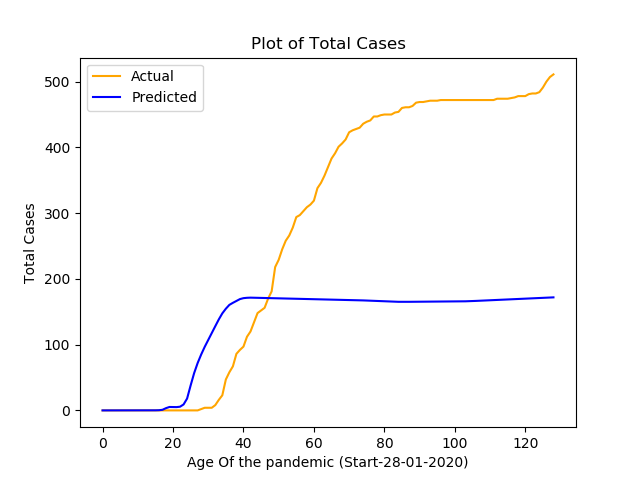 Plot of Total Cases
Actual
Predicted
500
400
300
200
100
0
Total Cases
0 20 40 60 80 100 120
Age Of the pandemic (Start-28-01-2020)